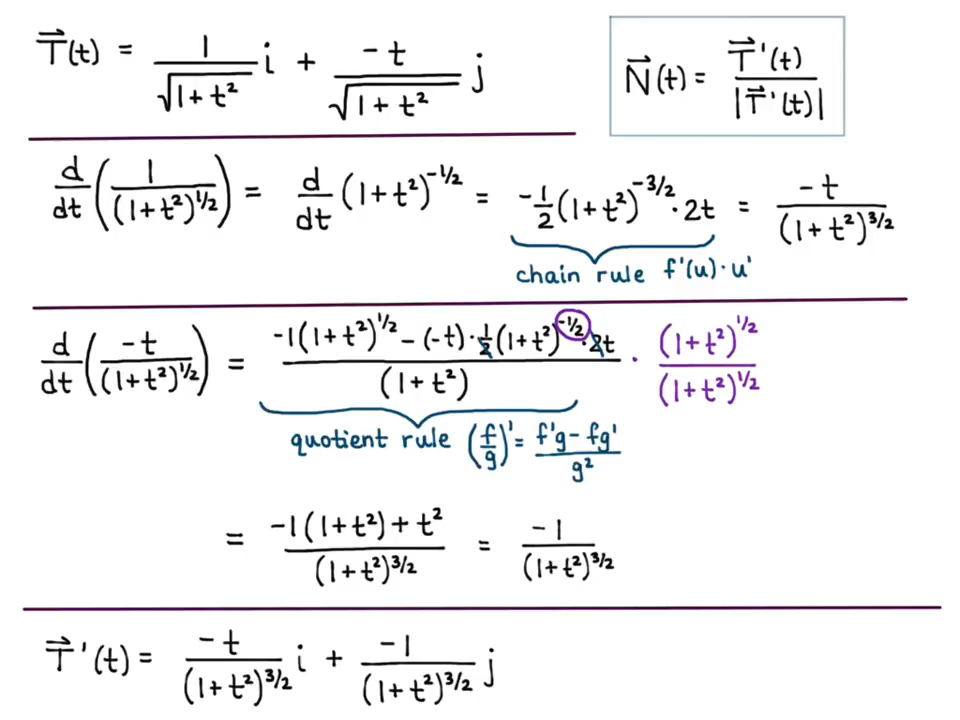 T⃗(t) = 1/√(1+t²) i + -t/√(1+t²) j
N⃗(t) = T⃗'(t)/|T⃗'(t)|
d/dt (1/(1+t²)^½) = d/dt (1+t²)^-1/2 = -1/2(1+t²)^-3/2 · 2t = -t/(1+t²)^3/2
chain rule f'(u)·u'
d/dt (-t/(1+t²)^½) = (-1(1+t²)^½ - (-t)·½(1+t²)^-1/2 · 2t)/(1+t²) · (1+t²)^½/(1+t²)^½
quotient rule (f/g)' = (f'g - fg')/g²
= (-1(1+t²)+t²)/(1+t²)^3/2 = -1/(1+t²)^3/2
T⃗'(t) = -t/(1+t²)^3/2 i + -1/(1+t²)^3/2 j